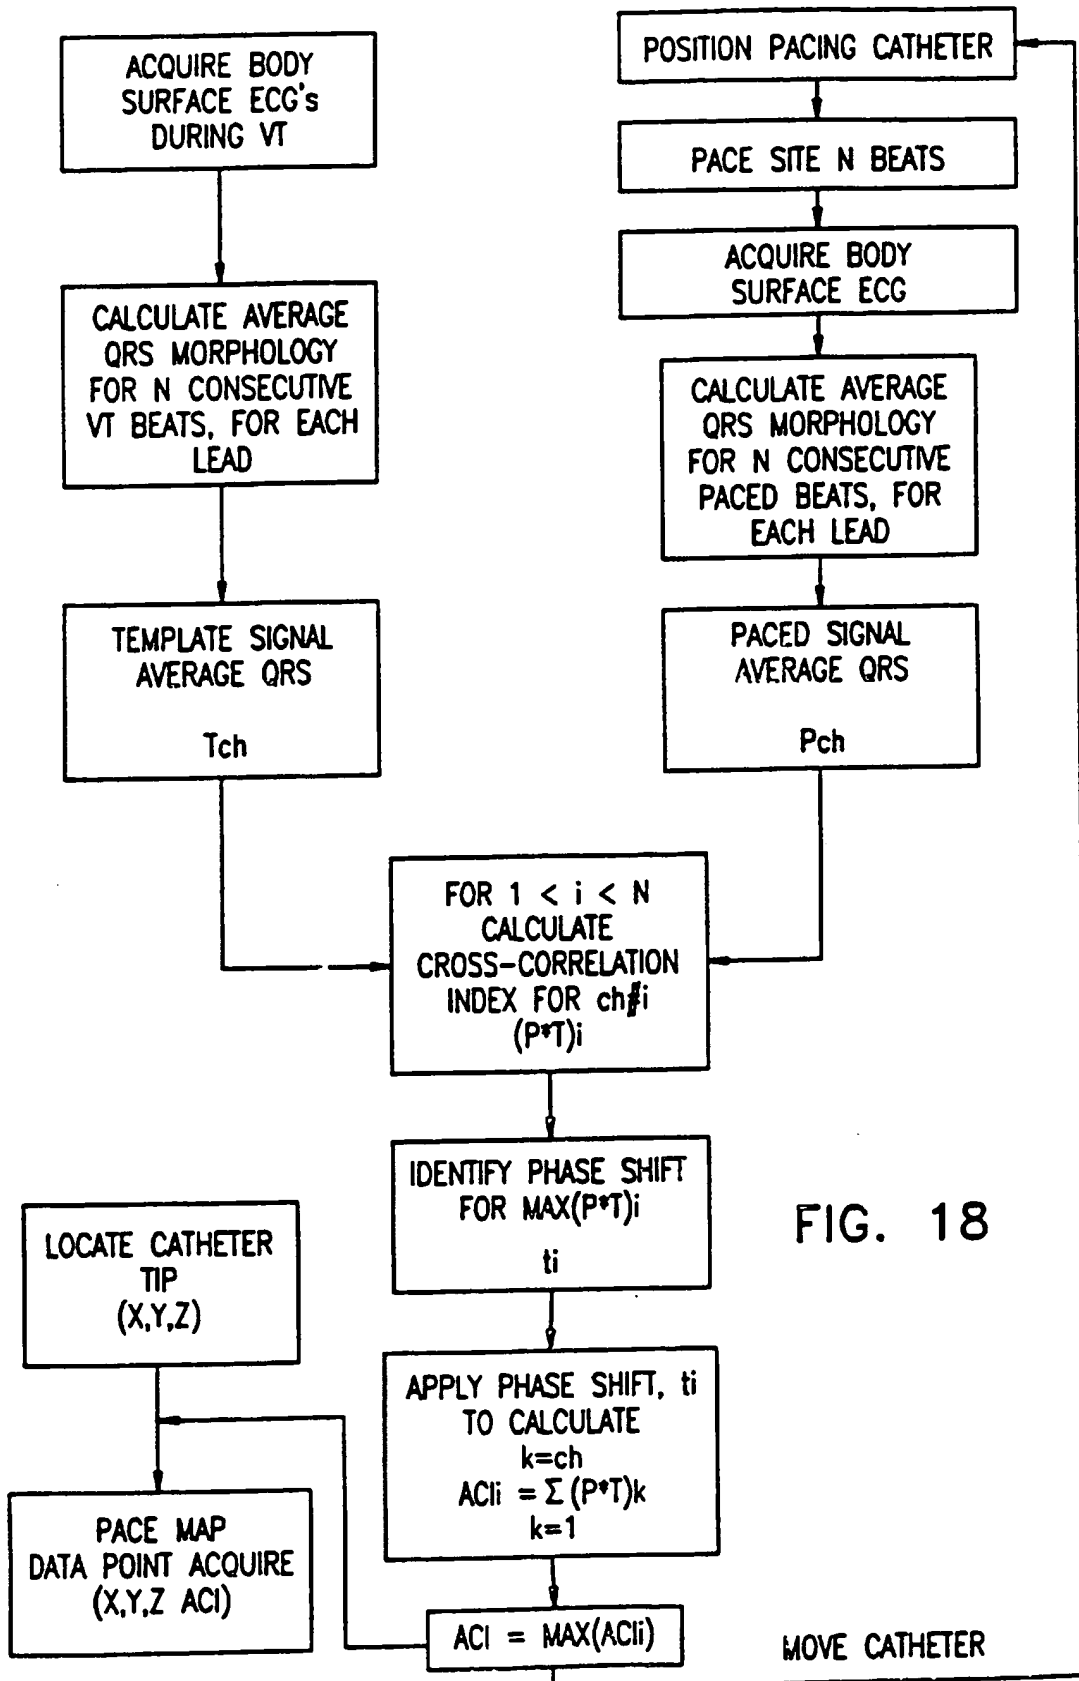 ACQUIRE BODY
SURFACE ECG's
DURING VT
CALCULATE AVERAGE
QRS MORPHOLOGY
FOR N CONSECUTIVE
VT BEATS, FOR EACH
LEAD
TEMPLATE SIGNAL
AVERAGE QRS
Tch
POSITION PACING CATHETER
PACE SITE N BEATS
ACQUIRE BODY
SURFACE ECG
CALCULATE AVERAGE
QRS MORPHOLOGY
FOR N CONSECUTIVE
PACED BEATS, FOR
EACH LEAD
PACED SIGNAL
AVERAGE QRS
Pch
FOR 1 < i < N
CALCULATE
CROSS-CORRELATION
INDEX FOR ch#i
(P*T)i
IDENTIFY PHASE SHIFT
FOR MAX(P*T)i
ti
FIG. 18
LOCATE CATHETER
TIP
(X,Y,Z)
APPLY PHASE SHIFT, ti
TO CALCULATE
k=ch
ACIi = Σ (P*T)k
k=1
PACE MAP
DATA POINT ACQUIRE
(X,Y,Z ACI)
ACI = MAX(ACIi)
MOVE CATHETER